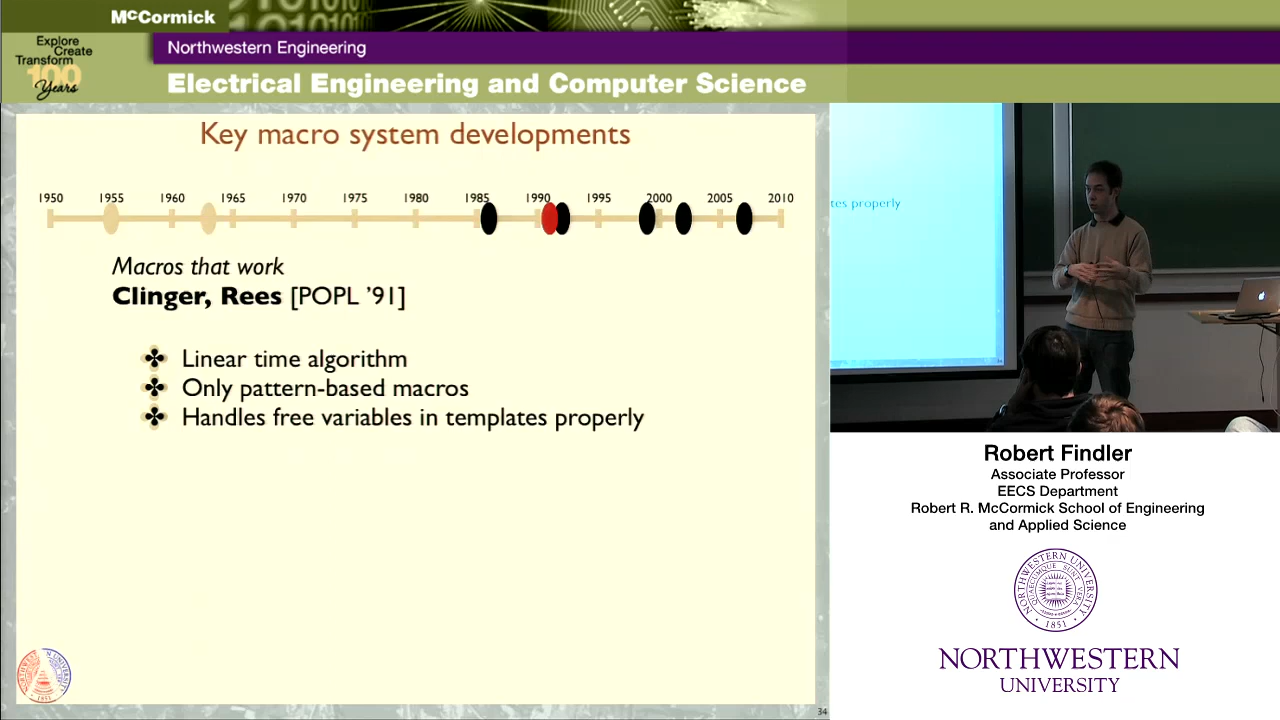 McCormick
Explore
Create
Transform
100
Years
Northwestern Engineering
Electrical Engineering and Computer Science
Key macro system developments
1950 1955 1960 1965 1970 1975 1980 1985 1990 1995 2000 2005 2010
Macros that work
Clinger, Rees [POPL '91]
✤ Linear time algorithm
✤ Only pattern-based macros
✤ Handles free variables in templates properly
34
tes properly
Robert Findler
Associate Professor
EECS Department
Robert R. McCormick School of Engineering
and Applied Science
NORTHWESTERN UNIVERSITY
1851
NORTHWESTERN
UNIVERSITY